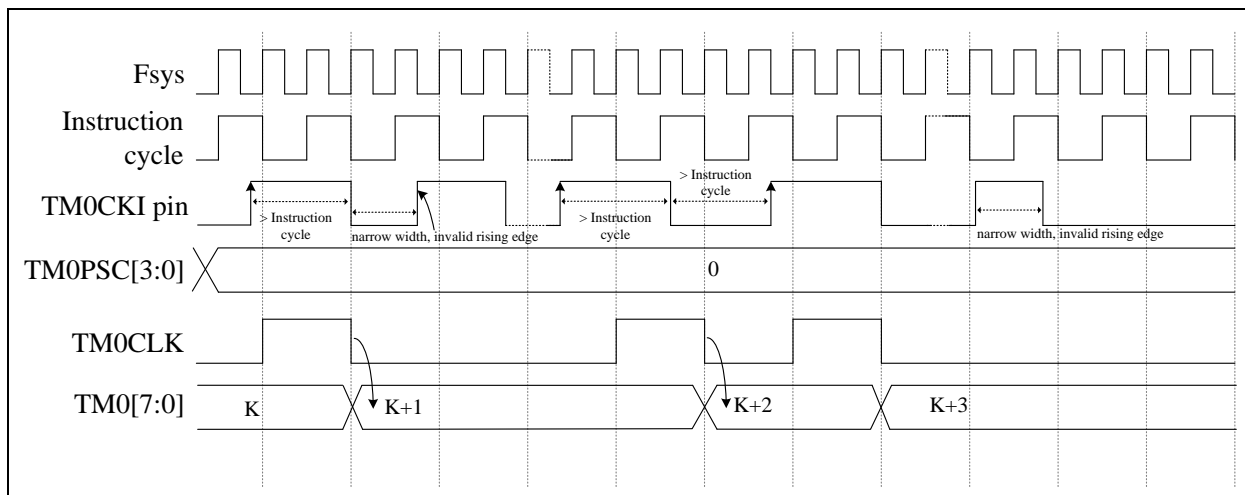 Fsys
Instruction
cycle
> Instruction
cycle
TM0CKI pin
> Instruction
cycle
> Instruction
cycle
narrow width, invalid rising edge
narrow width, invalid rising edge
TM0PSC[3:0]
0
TM0CLK
TM0[7:0]
K
K+1
K+2
K+3